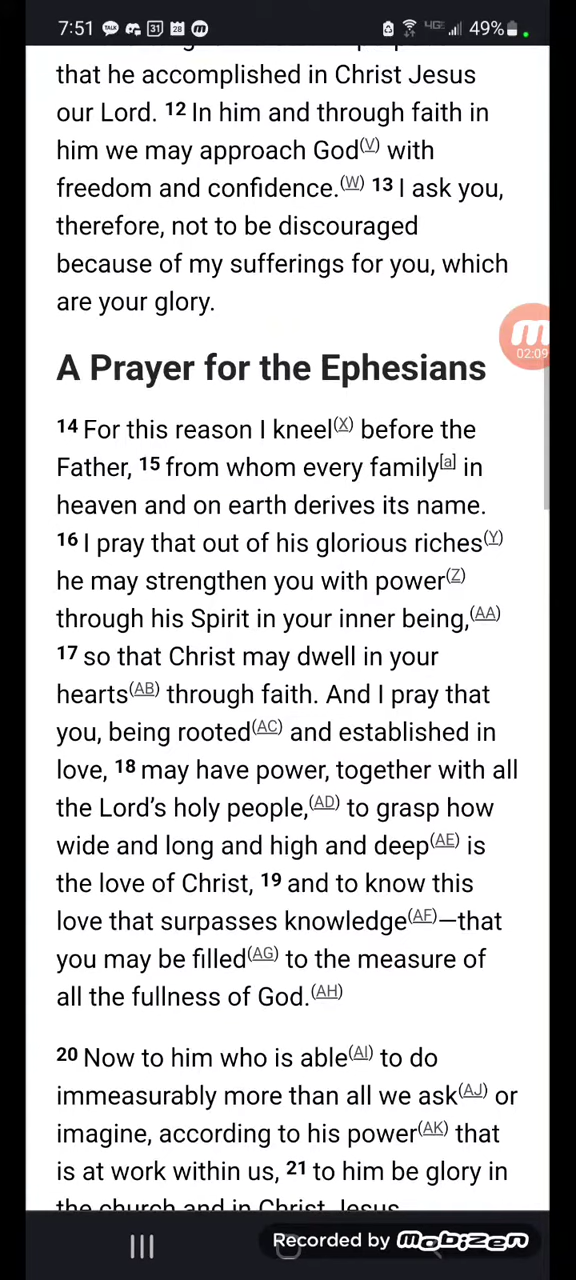 7:51 TALK 31 28 m 4GE 49%
that he accomplished in Christ Jesus
our Lord. 12 In him and through faith in
him we may approach God(V) with
freedom and confidence.(W) 13 I ask you,
therefore, not to be discouraged
because of my sufferings for you, which
are your glory.
m
02:09
A Prayer for the Ephesians
14 For this reason I kneel(X) before the
Father, 15 from whom every family[a] in
heaven and on earth derives its name.
16 I pray that out of his glorious riches(Y)
he may strengthen you with power(Z)
through his Spirit in your inner being,(AA)
17 so that Christ may dwell in your
hearts(AB) through faith. And I pray that
you, being rooted(AC) and established in
love, 18 may have power, together with all
the Lord’s holy people,(AD) to grasp how
wide and long and high and deep(AE) is
the love of Christ, 19 and to know this
love that surpasses knowledge(AF)—that
you may be filled(AG) to the measure of
all the fullness of God.(AH)
20 Now to him who is able(AI) to do
immeasurably more than all we ask(AJ) or
imagine, according to his power(AK) that
is at work within us, 21 to him be glory in
the church and in Christ Jesus
Recorded by mobizen